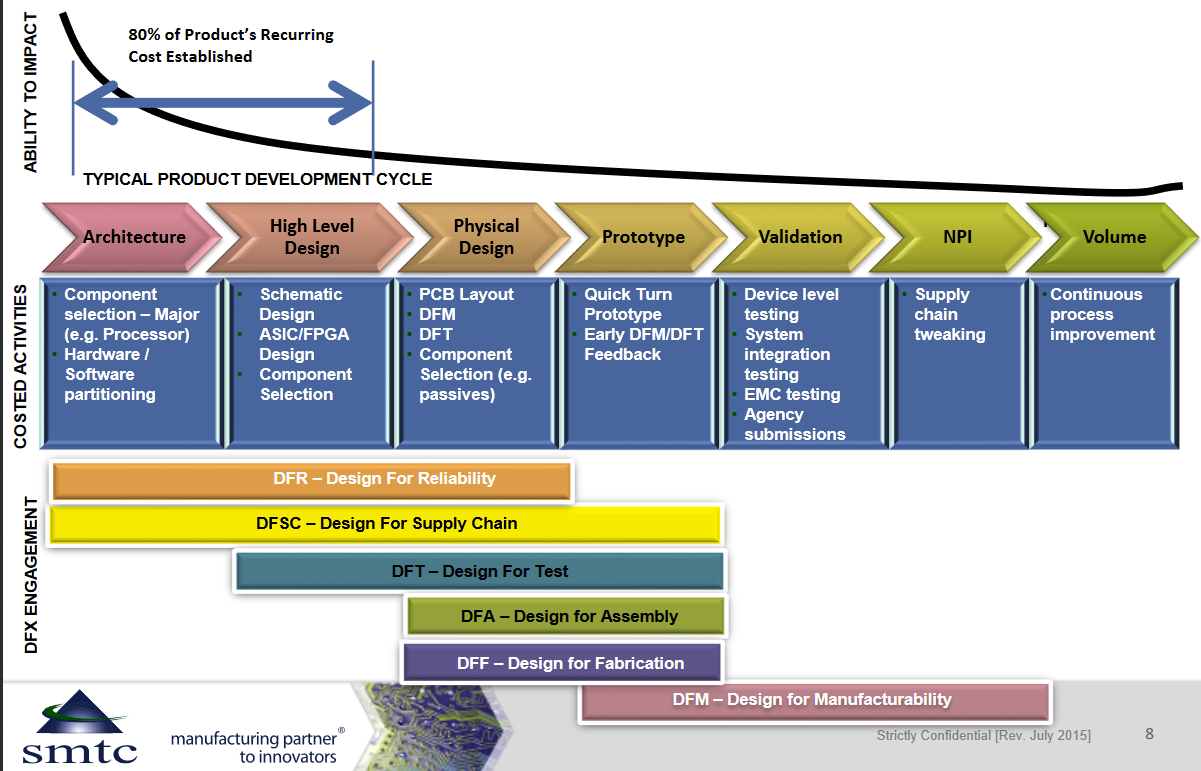 ABILITY TO IMPACT
80% of Product's Recurring
Cost Established
TYPICAL PRODUCT DEVELOPMENT CYCLE
Architecture
High Level
Design
Physical
Design
Prototype
Validation
NPI
Volume
COSTED ACTIVITIES
• Component
selection – Major
(e.g. Processor)
• Hardware /
Software
partitioning
• Schematic
Design
• ASIC/FPGA
Design
• Component
Selection
• PCB Layout
• DFM
• DFT
• Component
Selection (e.g.
passives)
• Quick Turn
Prototype
• Early DFM/DFT
Feedback
• Device level
testing
• System
integration
testing
• EMC testing
• Agency
submissions
• Supply
chain
tweaking
• Continuous
process
improvement
DFX ENGAGEMENT
DFR – Design For Reliability
DFSC – Design For Supply Chain
DFT – Design For Test
DFA – Design for Assembly
DFF – Design for Fabrication
DFM – Design for Manufacturability
smtc
manufacturing partner®
to innovators
Strictly Confidential [Rev. July 2015]
8